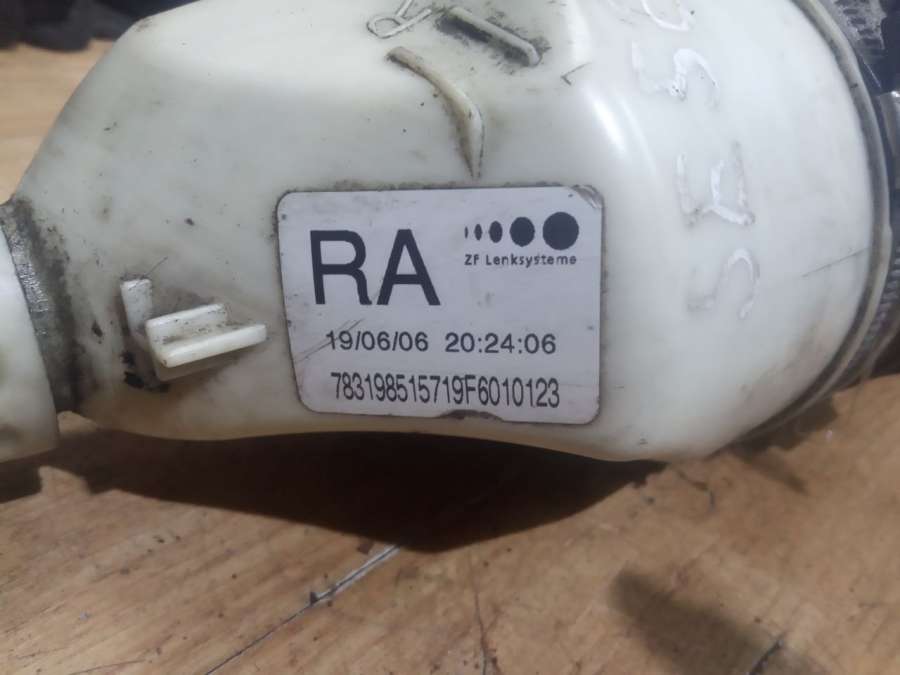 RA
ZF Lenksysteme
19/06/06 20:24:06
783198515719F6010123